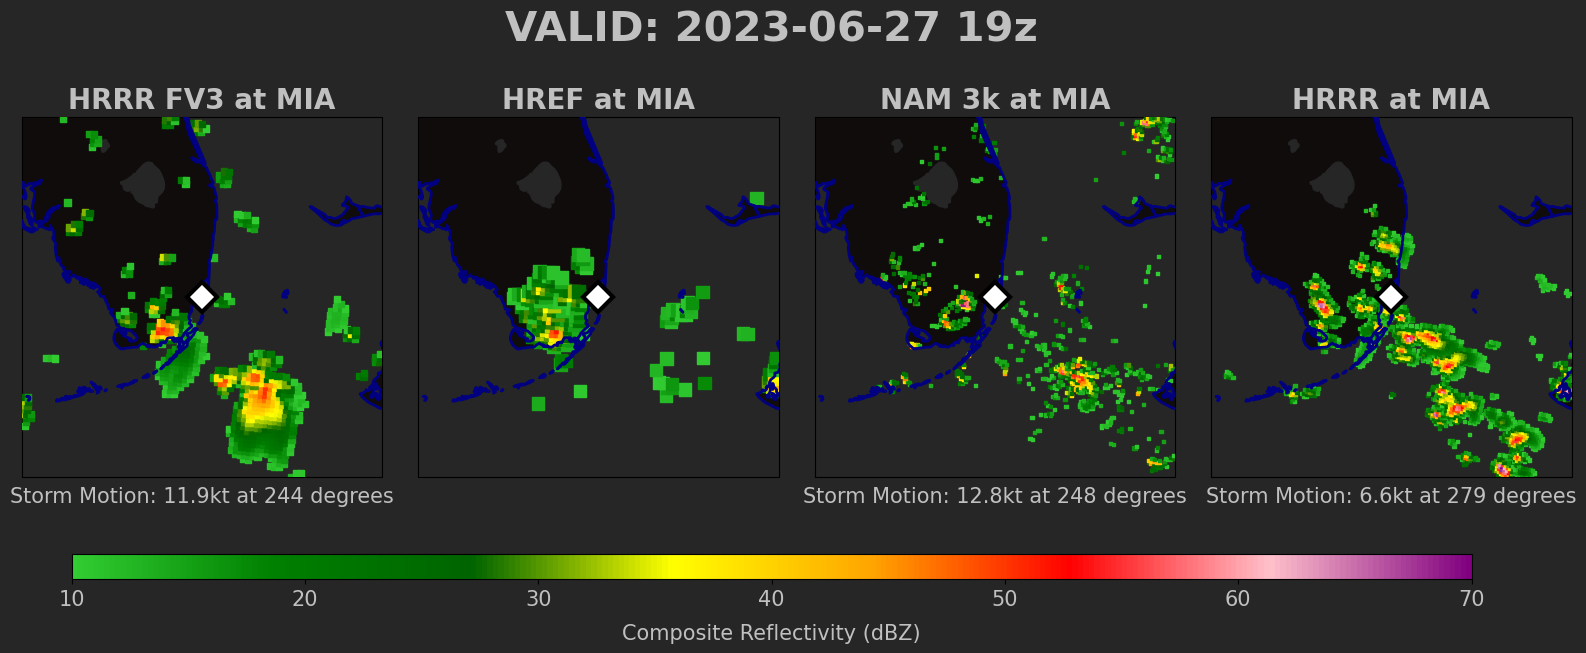 VALID: 2023-06-27 19z
HRRR FV3 at MIA
HREF at MIA
NAM 3k at MIA
HRRR at MIA
Storm Motion: 11.9kt at 244 degrees
Storm Motion: 12.8kt at 248 degrees
Storm Motion: 6.6kt at 279 degrees
10 20 30 40 50 60 70
Composite Reflectivity (dBZ)